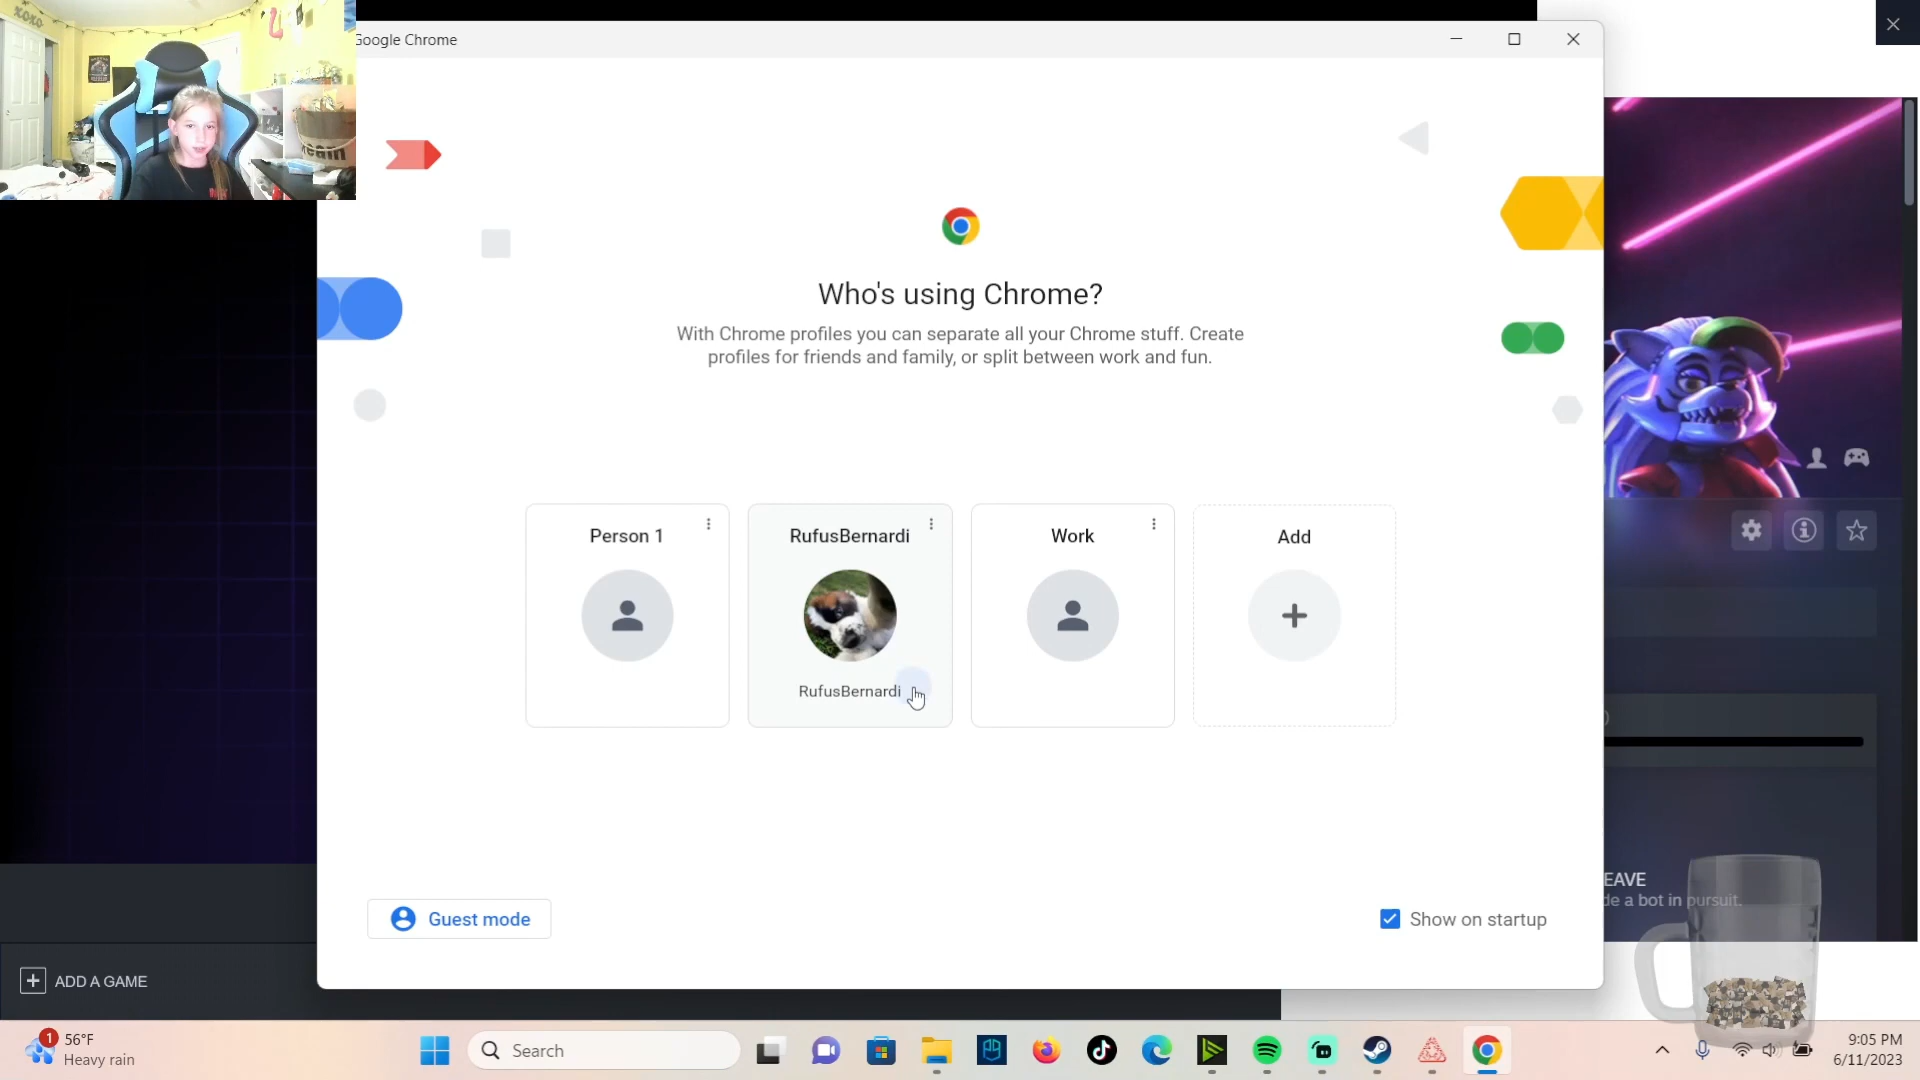 xoxo
Google Chrome
Who's using Chrome?
With Chrome profiles you can separate all your Chrome stuff. Create
profiles for friends and family, or split between work and fun.
Person 1
RufusBernardi
Work
Add
RufusBernardi
Guest mode
Show on startup
EAVE
de a bot in pursuit.
ADD A GAME
1
56°F
Heavy rain
Search
9:05 PM
6/11/2023